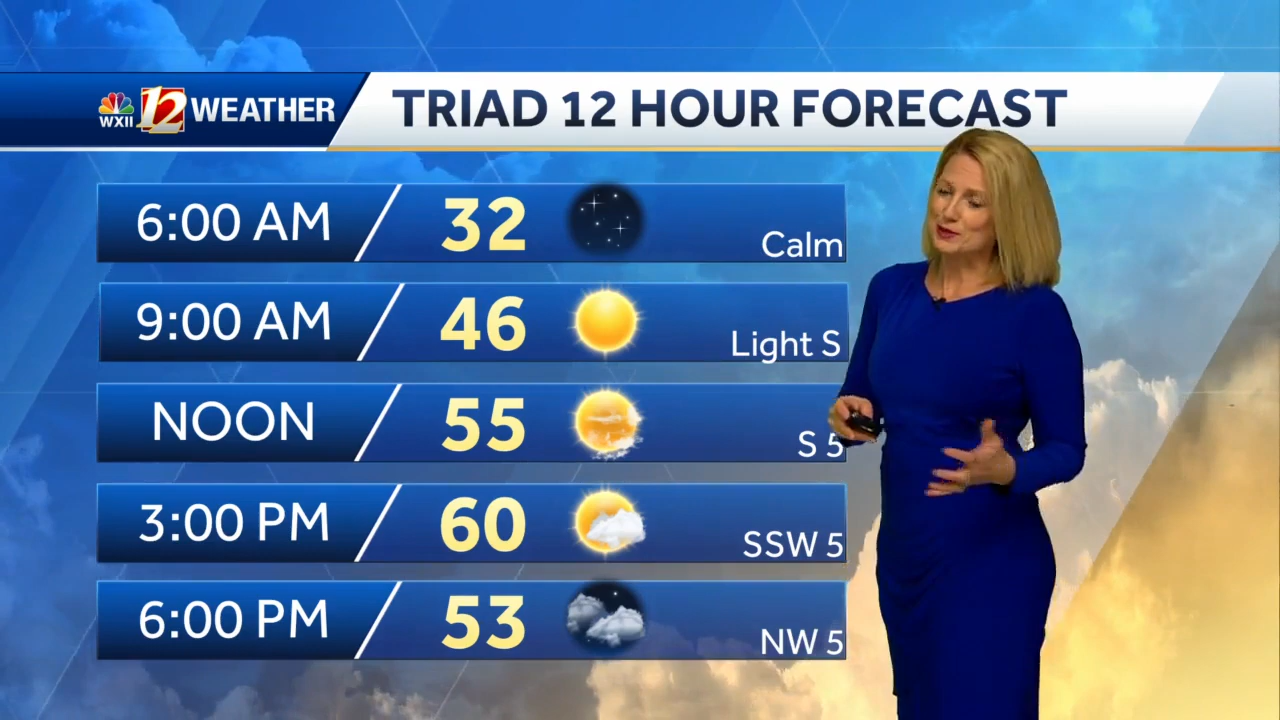 WXII 12 WEATHER
TRIAD 12 HOUR FORECAST
6:00 AM 32 Calm
9:00 AM 46 Light S
NOON 55 S 5
3:00 PM 60 SSW 5
6:00 PM 53 NW 5